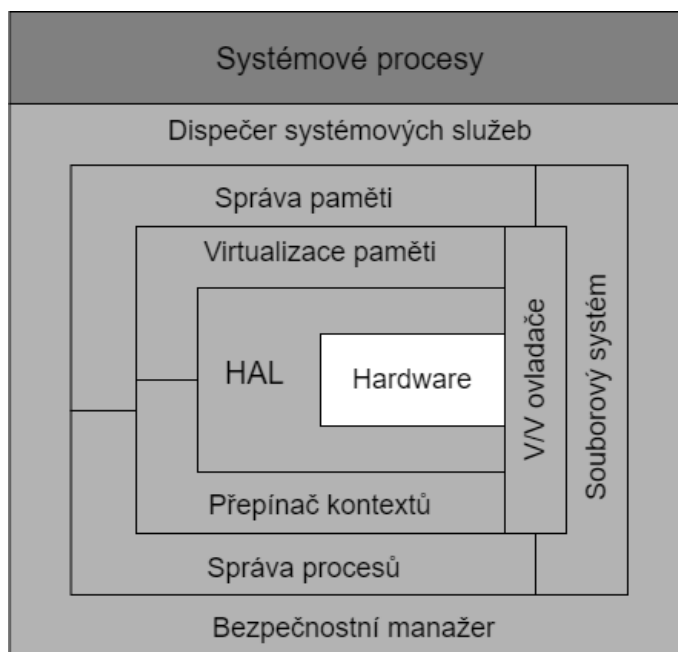 Systémové procesy
Dispečer systémových služeb
Správa paměti
Virtualizace paměti
HAL
Hardware
V/V ovladače
Souborový systém
Přepínač kontextů
Správa procesů
Bezpečnostní manažer